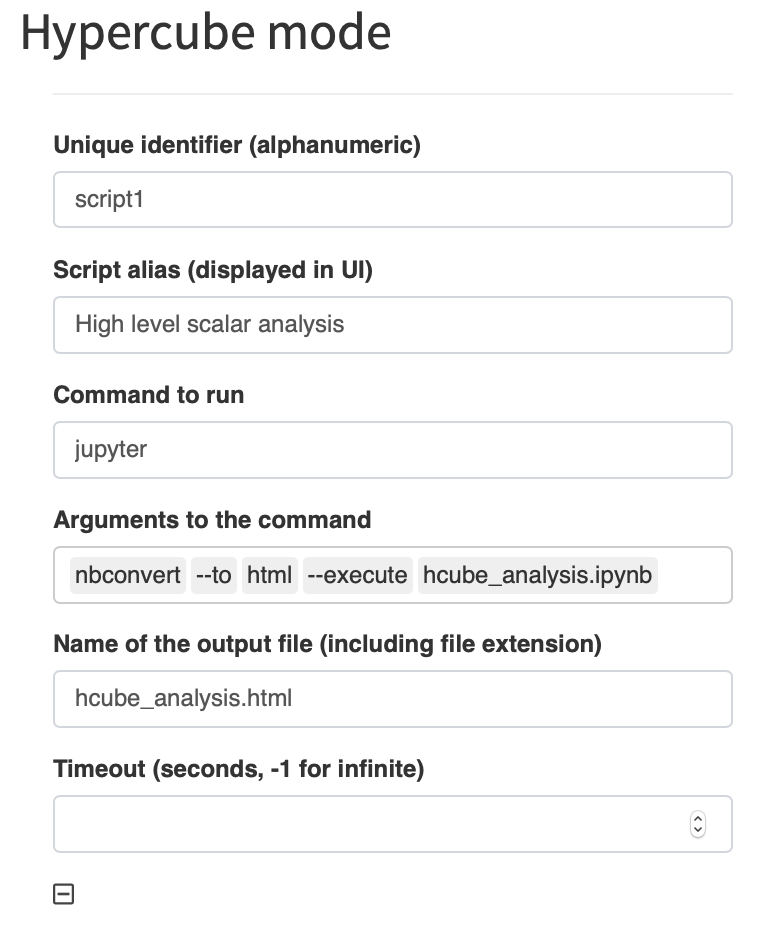 Hypercube mode
Unique identifier (alphanumeric)
script1
Script alias (displayed in UI)
High level scalar analysis
Command to run
jupyter
Arguments to the command
nbconvert --to html --execute hcube_analysis.ipynb
Name of the output file (including file extension)
hcube_analysis.html
Timeout (seconds, -1 for infinite)